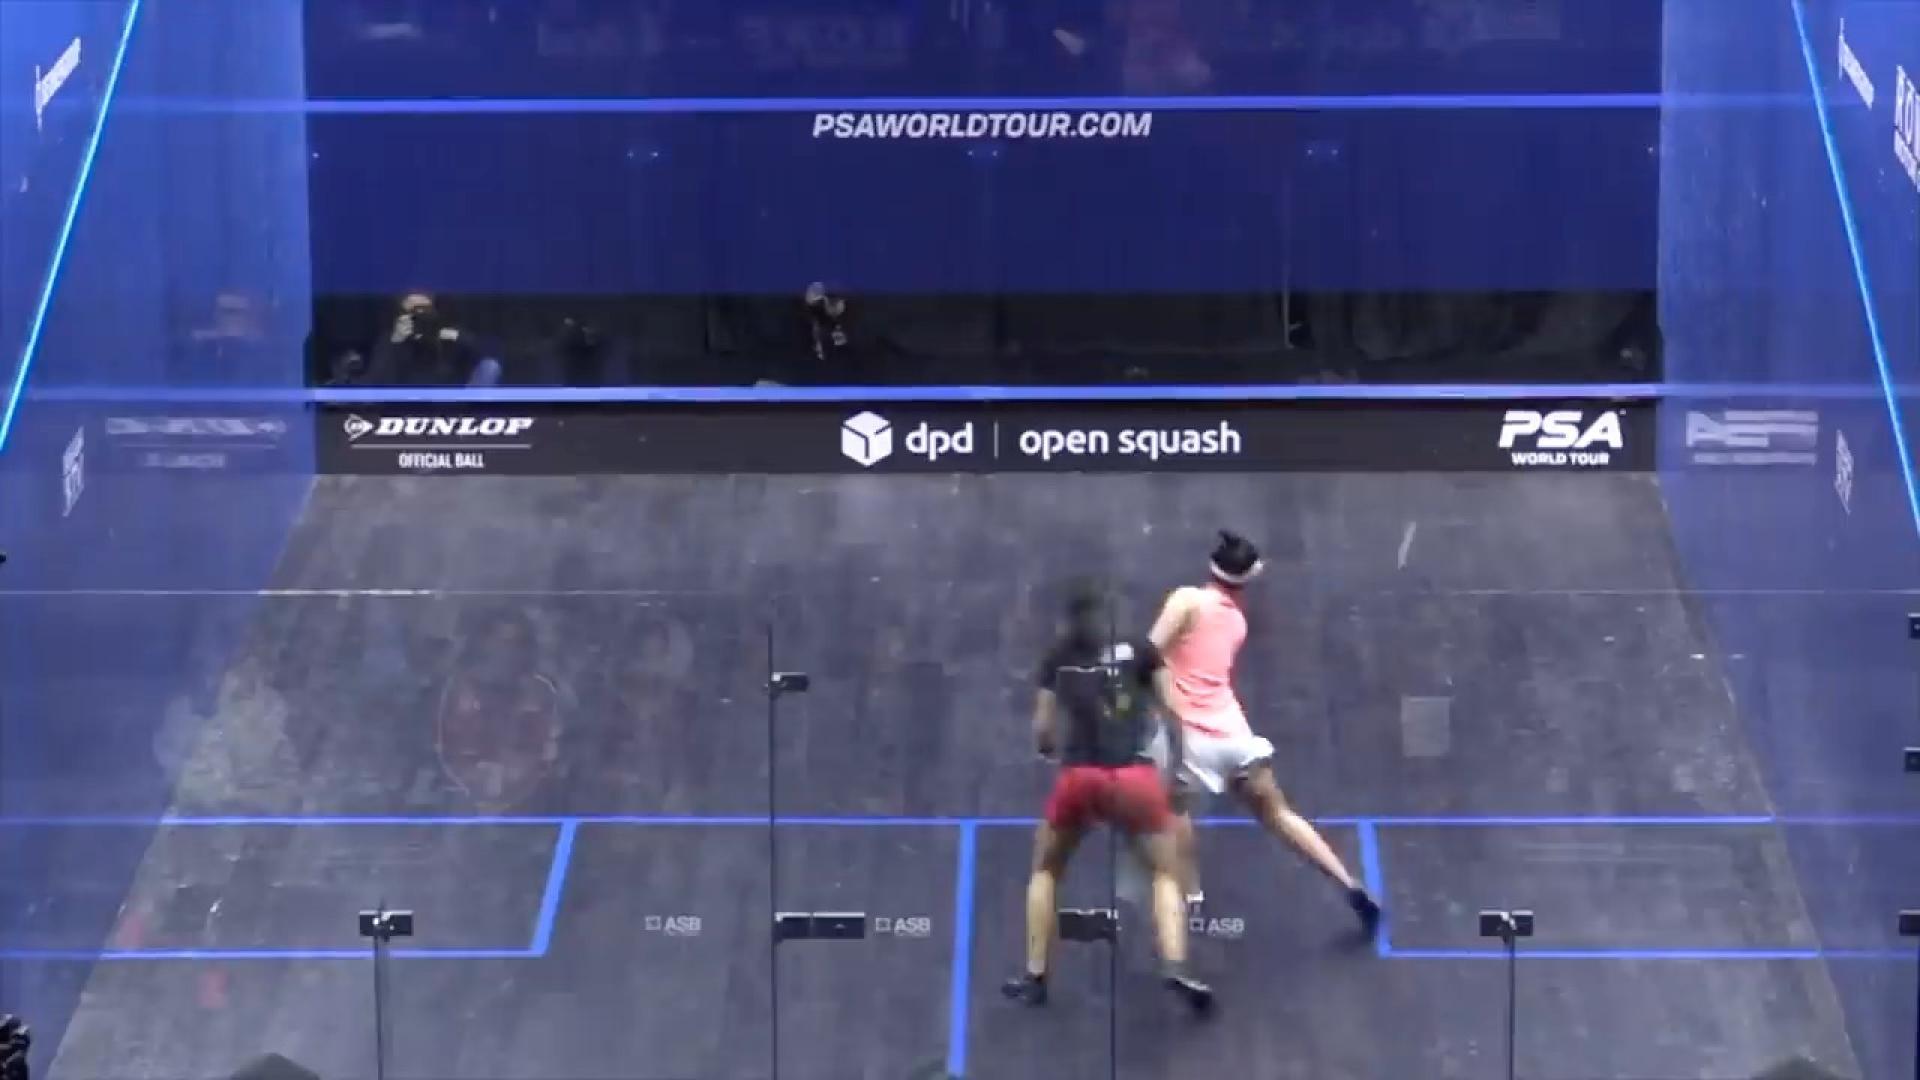 PSAWORLDTOUR.COM
DUNLOP
OFFICIAL BALL
dpd | open squash
PSA
WORLD TOUR
ASB
ASB
ASB